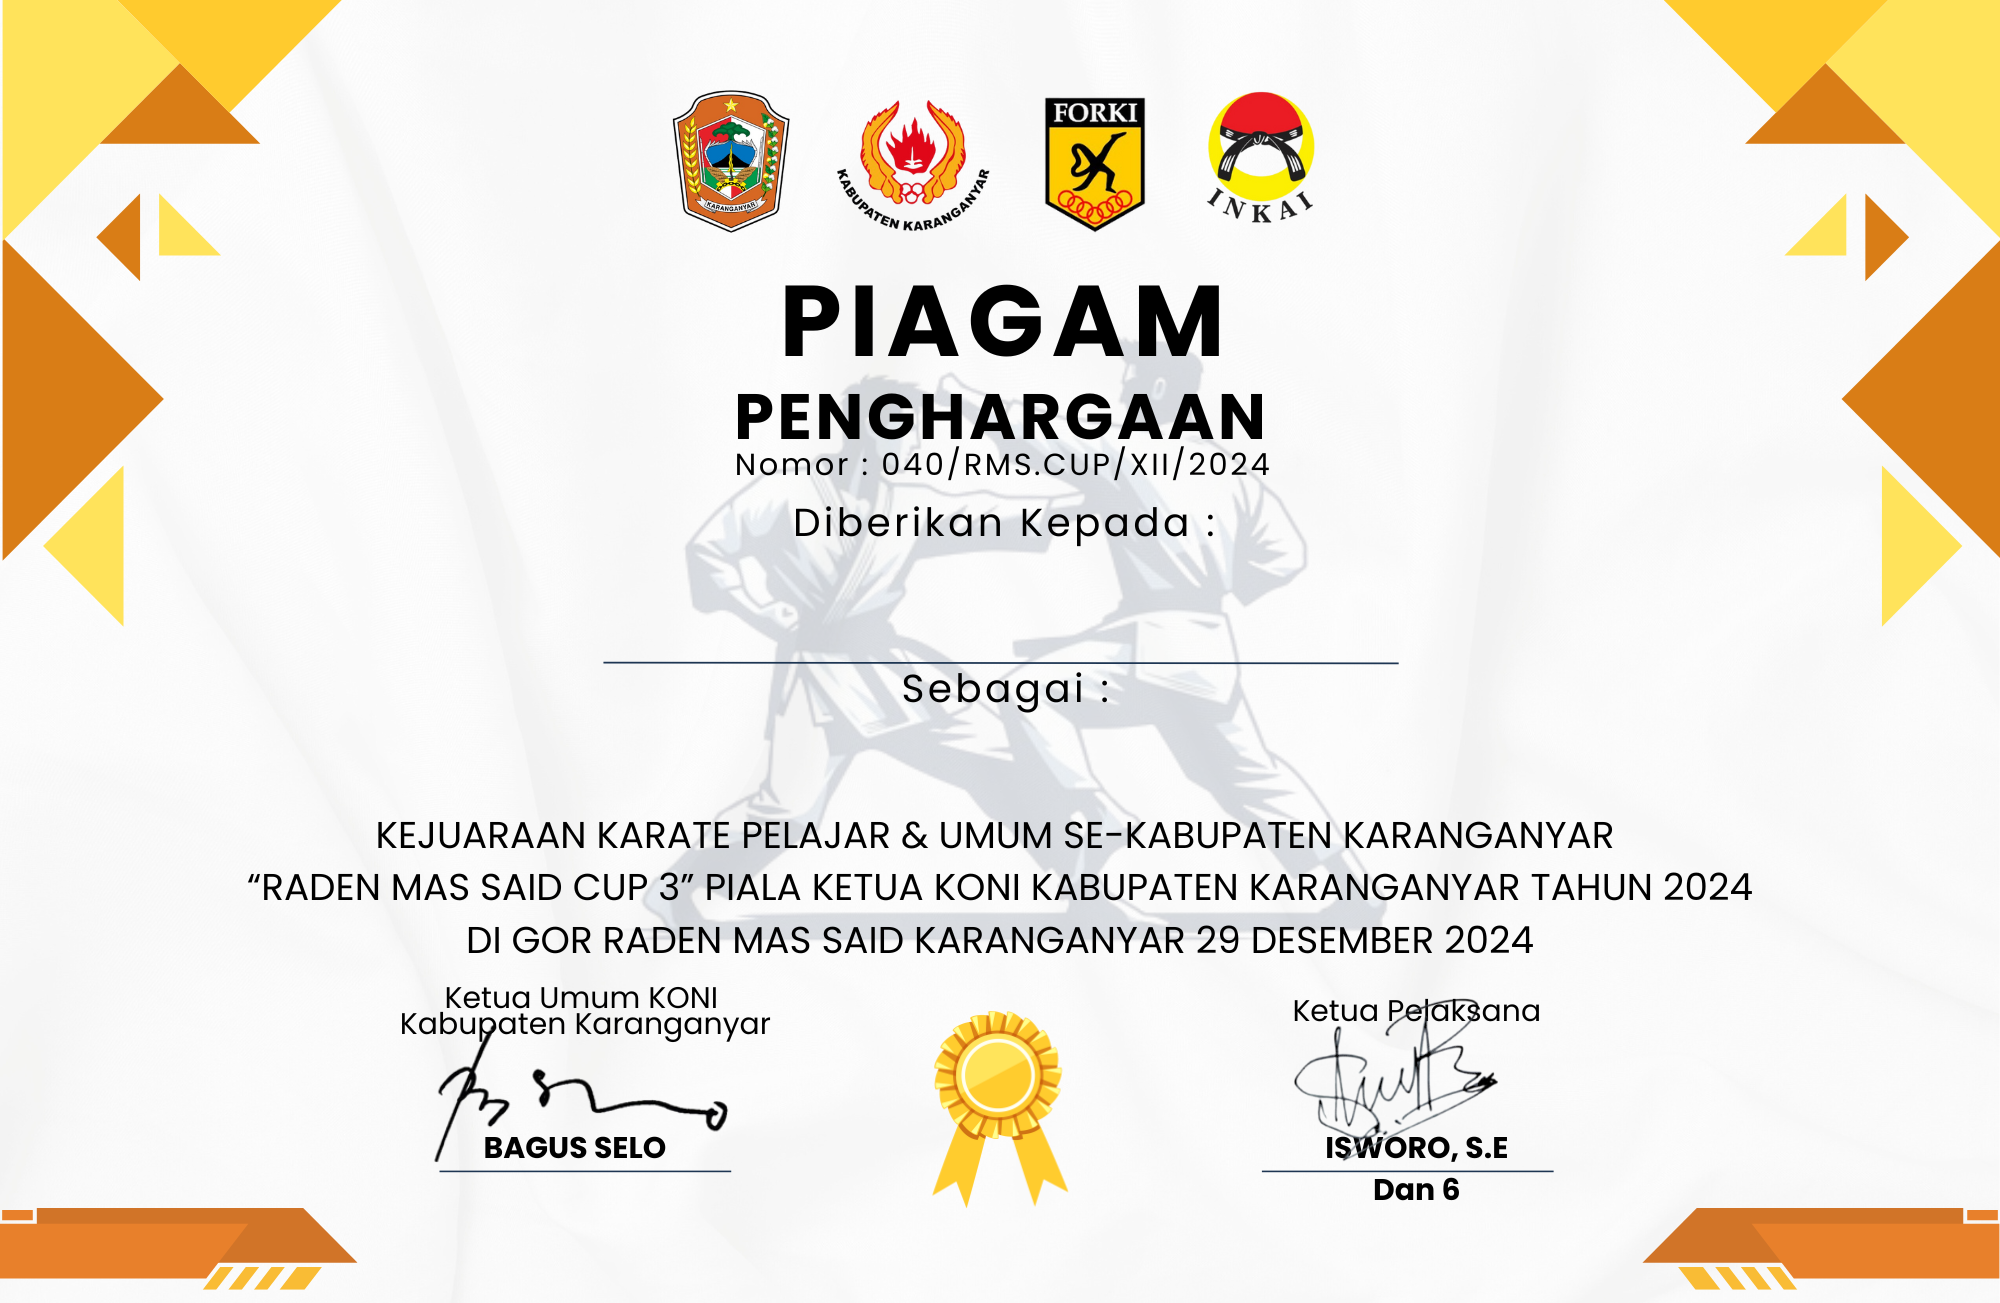 KARANGANYAR
KABUPATEN KARANGANYAR
FORKI
INKAI
PIAGAM
PENGHARGAAN
Nomor : 040/RMS.CUP/XII/2024
Diberikan Kepada :
Sebagai :
KEJUARAAN KARATE PELAJAR & UMUM SE-KABUPATEN KARANGANYAR
“RADEN MAS SAID CUP 3” PIALA KETUA KONI KABUPATEN KARANGANYAR TAHUN 2024
DI GOR RADEN MAS SAID KARANGANYAR 29 DESEMBER 2024
Ketua Umum KONI
Kabupaten Karanganyar
BAGUS SELO
Ketua Pelaksana
ISWORO, S.E
Dan 6